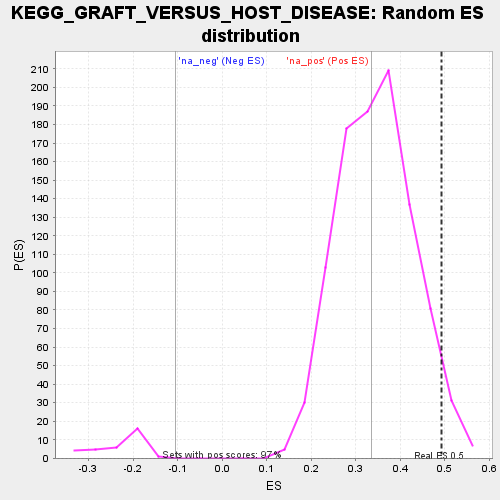 KEGG_GRAFT_VERSUS_HOST_DISEASE: Random ES
distribution
'na_neg' (Neg ES) 'na_pos' (Pos ES)
210
200
190
180
170
160
150
140
130
120
110
100
90
80
70
60
50
40
30
20
10
0
P(ES)
Sets with pos scores: 97%
Real ES 0.5
-0.3 -0.2 -0.1 0.0 0.1 0.2 0.3 0.4 0.5 0.6
ES